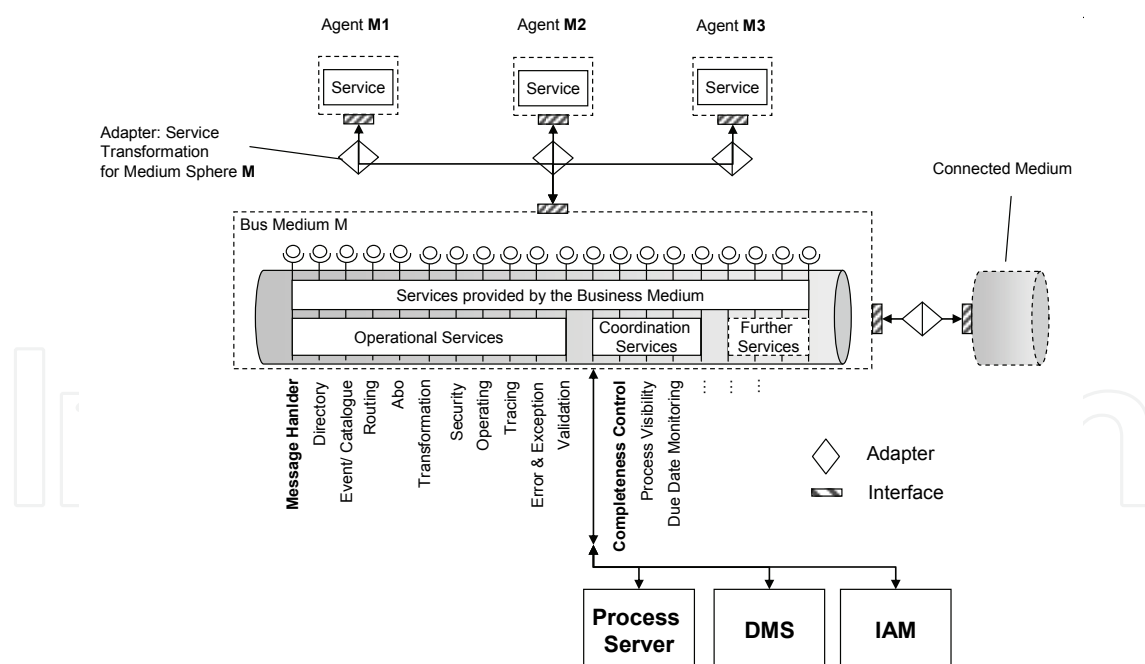 Agent M1
Agent M2
Agent M3
Service
Service
Service
Adapter: Service
Transformation
for Medium Sphere M
Connected Medium
Bus Medium M
Services provided by the Business Medium
Operational Services
Coordination
Services
Further
Services
Message Hanlder
Directory
Event/ Catalogue
Routing
Abo
Transformation
Security
Operating
Tracing
Error & Exception
Validation
Completeness Control
Process Visibility
Due Date Monitoring
...
...
...
Adapter
Interface
Process
Server
DMS
IAM